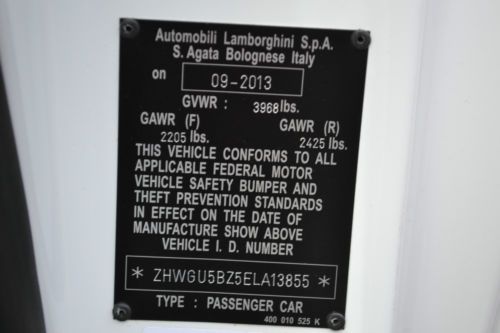 Automobili Lamborghini S.p.A.
S. Agata Bolognese Italy
on 09-2013
GVWR : 3968lbs.
GAWR (F) GAWR (R)
2205 lbs. 2425 lbs.
THIS VEHICLE CONFORMS TO ALL
APPLICABLE FEDERAL MOTOR
VEHICLE SAFETY BUMPER AND
THEFT PREVENTION STANDARDS
IN EFFECT ON THE DATE OF
MANUFACTURE SHOW ABOVE
VEHICLE I. D. NUMBER
* ZHWGU5BZ5ELA13855 *
TYPE : PASSENGER CAR
400 010 525 K